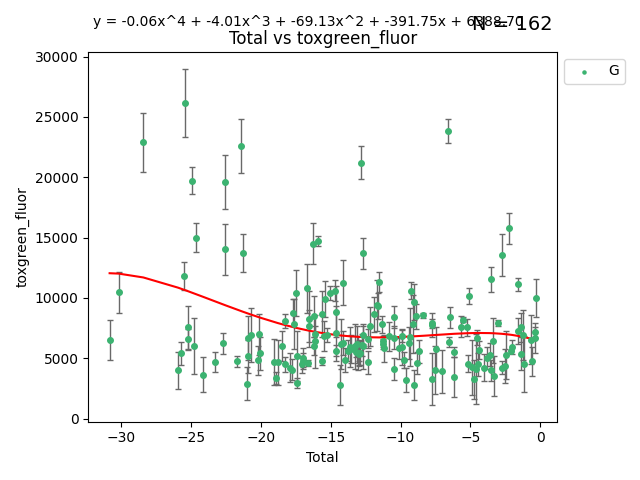 y = -0.06x^4 + -4.01x^3 + -69.13x^2 + -391.75x +
N = 162
Total vs toxgreen_fluor
G
30000
25000
20000
15000
10000
5000
0
toxgreen_fluor
−30
−25
−20
−15
−10
−5
0
Total